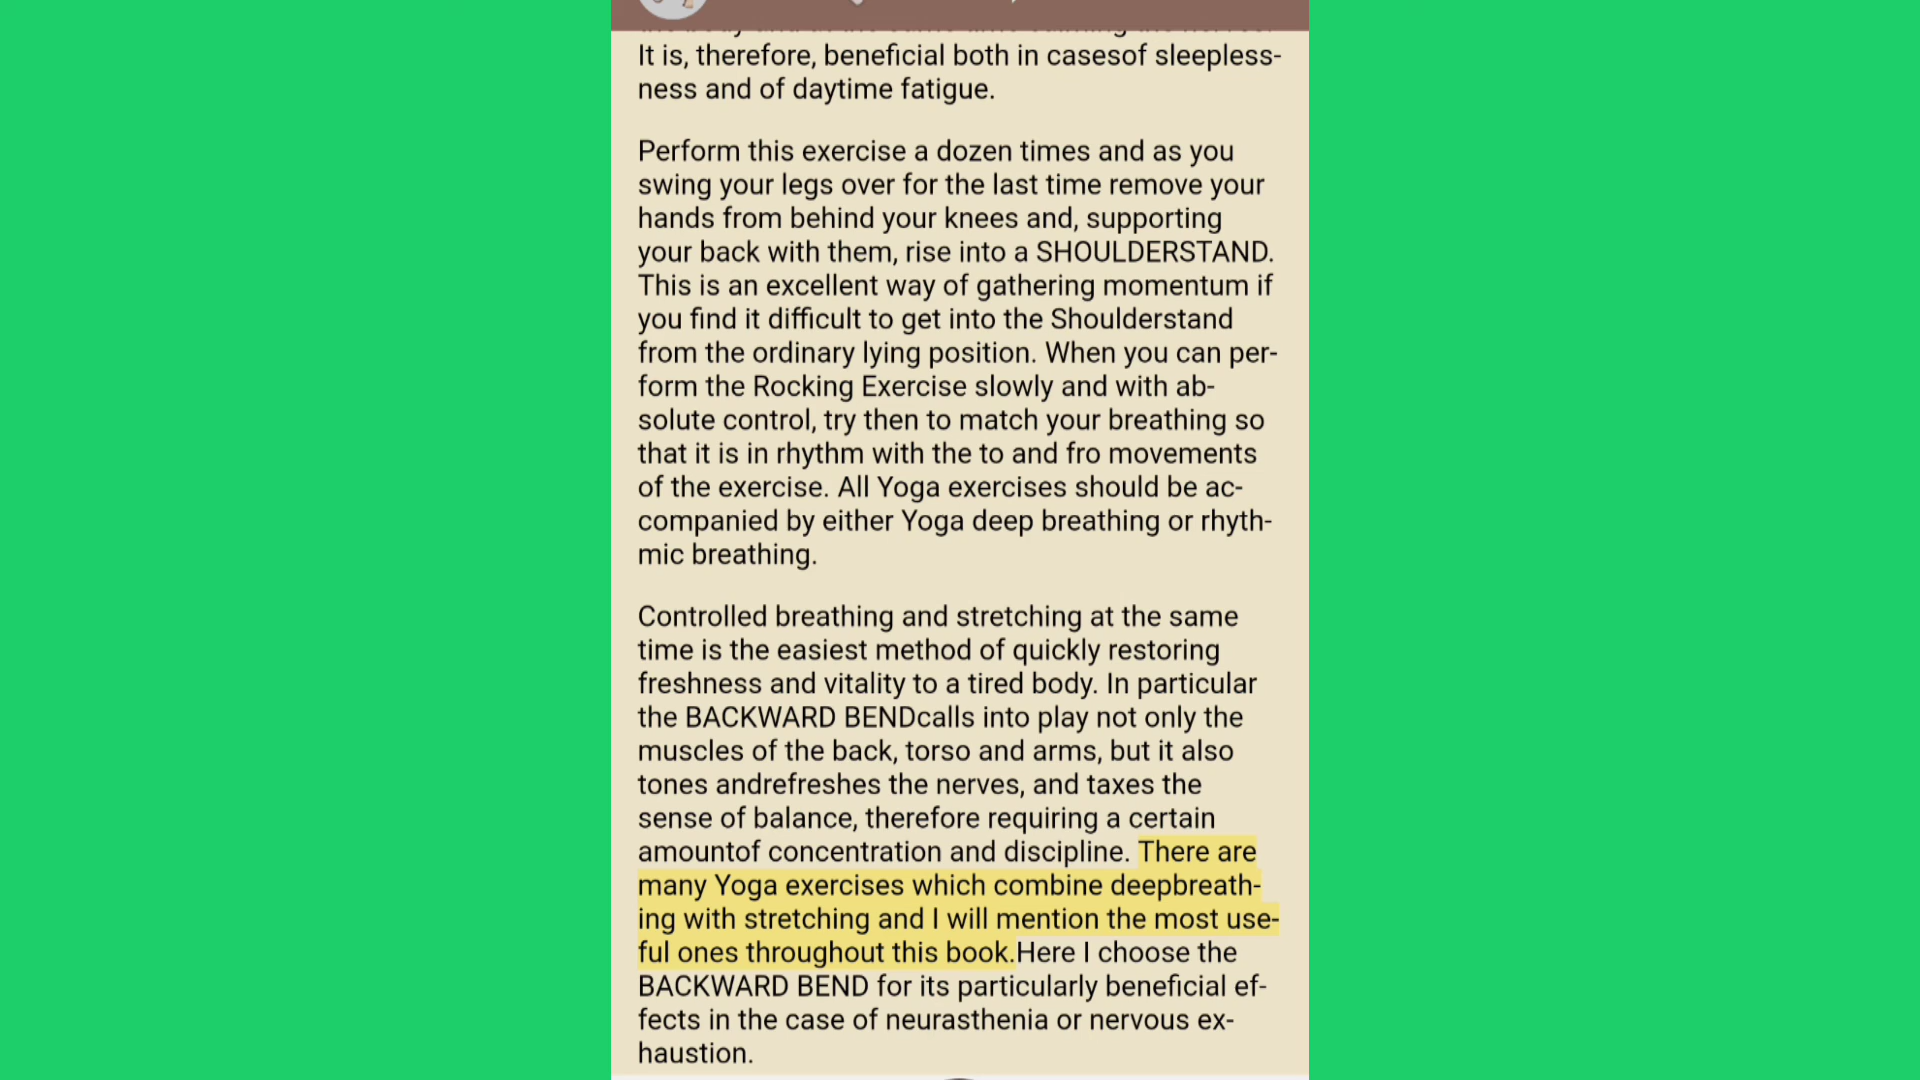 It is, therefore, beneficial both in casesof sleepless-
ness and of daytime fatigue.
Perform this exercise a dozen times and as you
swing your legs over for the last time remove your
hands from behind your knees and, supporting
your back with them, rise into a SHOULDERSTAND.
This is an excellent way of gathering momentum if
you find it difficult to get into the Shoulderstand
from the ordinary lying position. When you can per-
form the Rocking Exercise slowly and with ab-
solute control, try then to match your breathing so
that it is in rhythm with the to and fro movements
of the exercise. All Yoga exercises should be ac-
companied by either Yoga deep breathing or rhyth-
mic breathing.
Controlled breathing and stretching at the same
time is the easiest method of quickly restoring
freshness and vitality to a tired body. In particular
the BACKWARD BENDcalls into play not only the
muscles of the back, torso and arms, but it also
tones andrefreshes the nerves, and taxes the
sense of balance, therefore requiring a certain
amountof concentration and discipline. There are
many Yoga exercises which combine deepbreath-
ing with stretching and I will mention the most use-
ful ones throughout this book.Here I choose the
BACKWARD BEND for its particularly beneficial ef-
fects in the case of neurasthenia or nervous ex-
haustion.